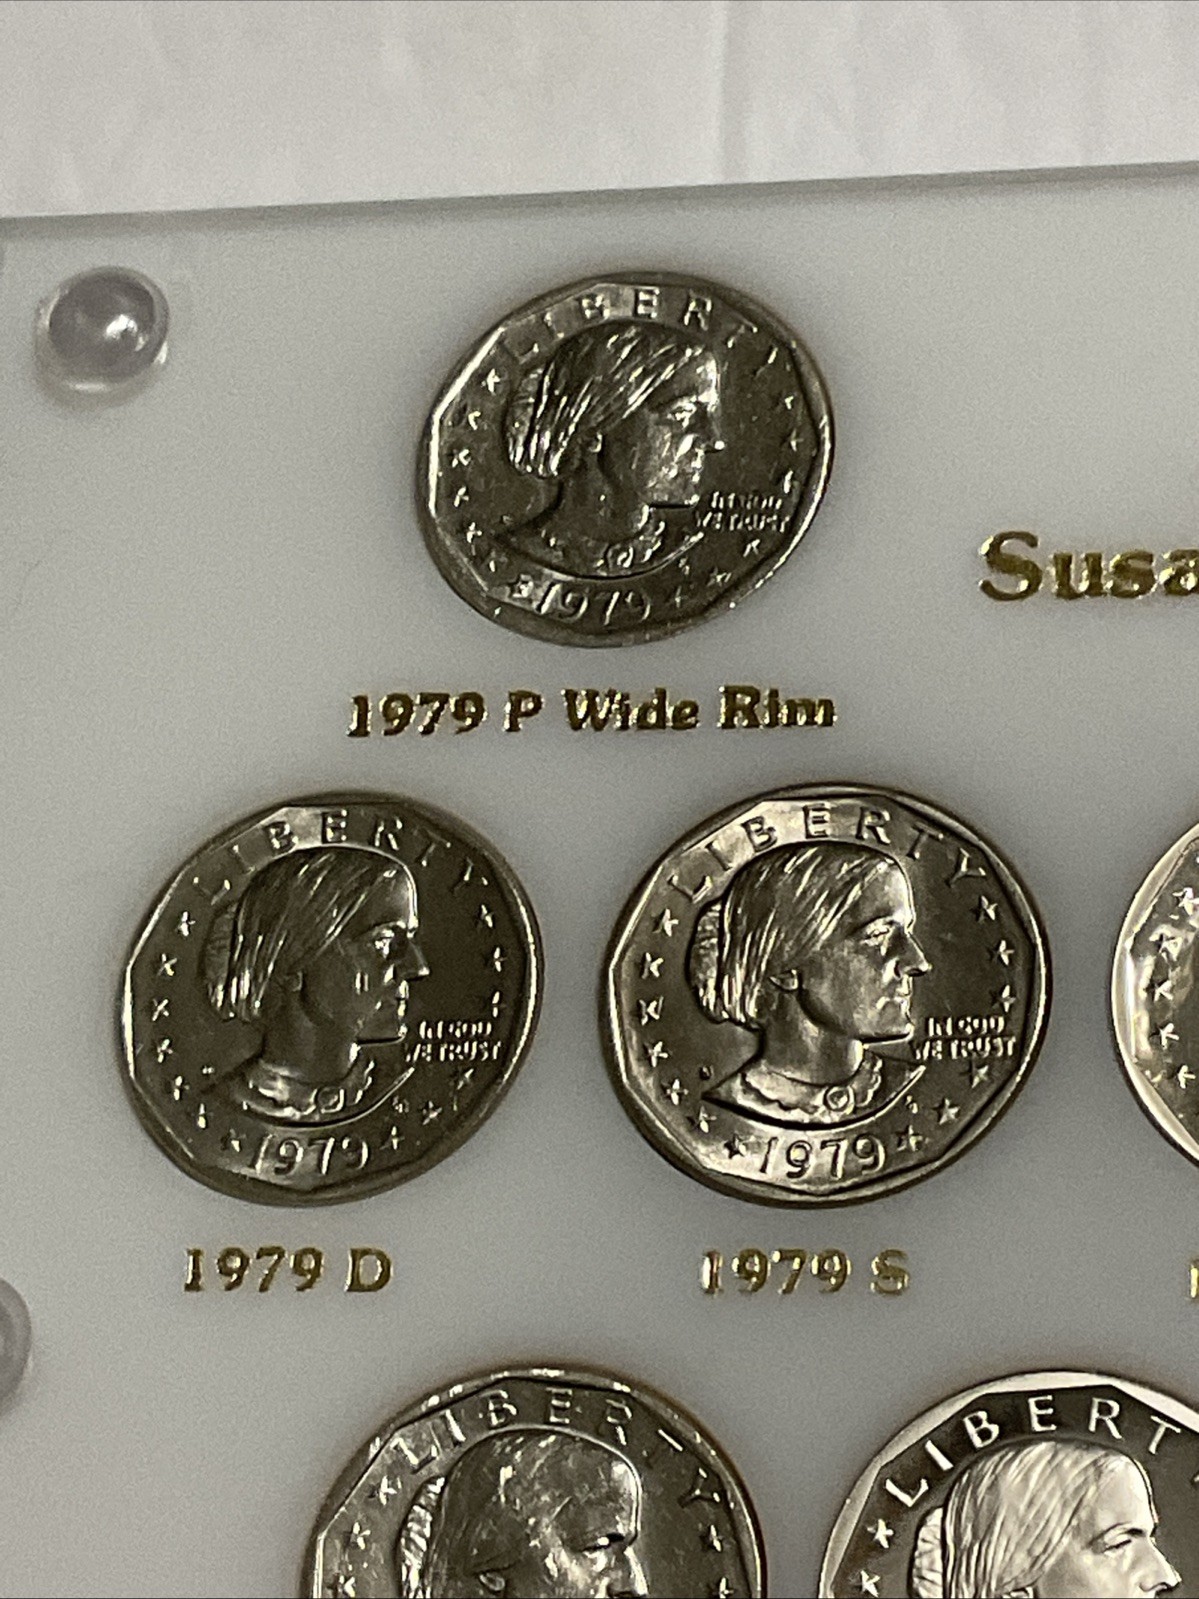 LIBERTY
IN GOD
WE TRUST
1979
Susa
1979 P Wide Rim
LIBERTY
IN GOD
WE TRUST
1979
LIBERTY
IN GOD
WE TRUST
1979
1979 D
1979 S
LIBERTY
LIBERT